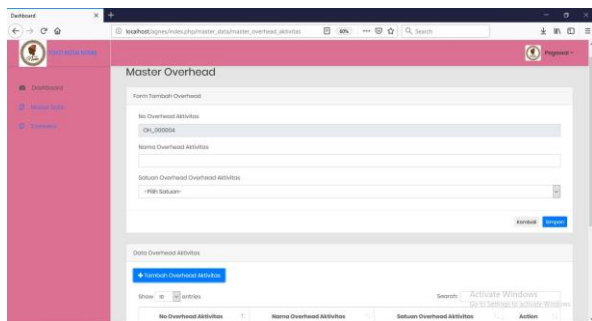 Dashboard
localhost/agnes/index.php/master_data/master_overhead_aktivitas
80%
Search
Pegawai
Master Overhead
Dashboard
Form Tambah Overhead
Master Data
Transaksi
No Overhead Aktivitas
OH_000004
Nama Overhead Aktivitas
Satuan Overhead Overhead Aktivitas
-Pilih Satuan-
Kembali Simpan
Data Overhead Aktivitas
+ Tambah Overhead Aktivitas
Show 10 entries
Search:
Activate Windows
Go to Settings to activate Windows.
No Overhead Aktivitas Nama Overhead Aktivitas Satuan Overhead Aktivitas Action